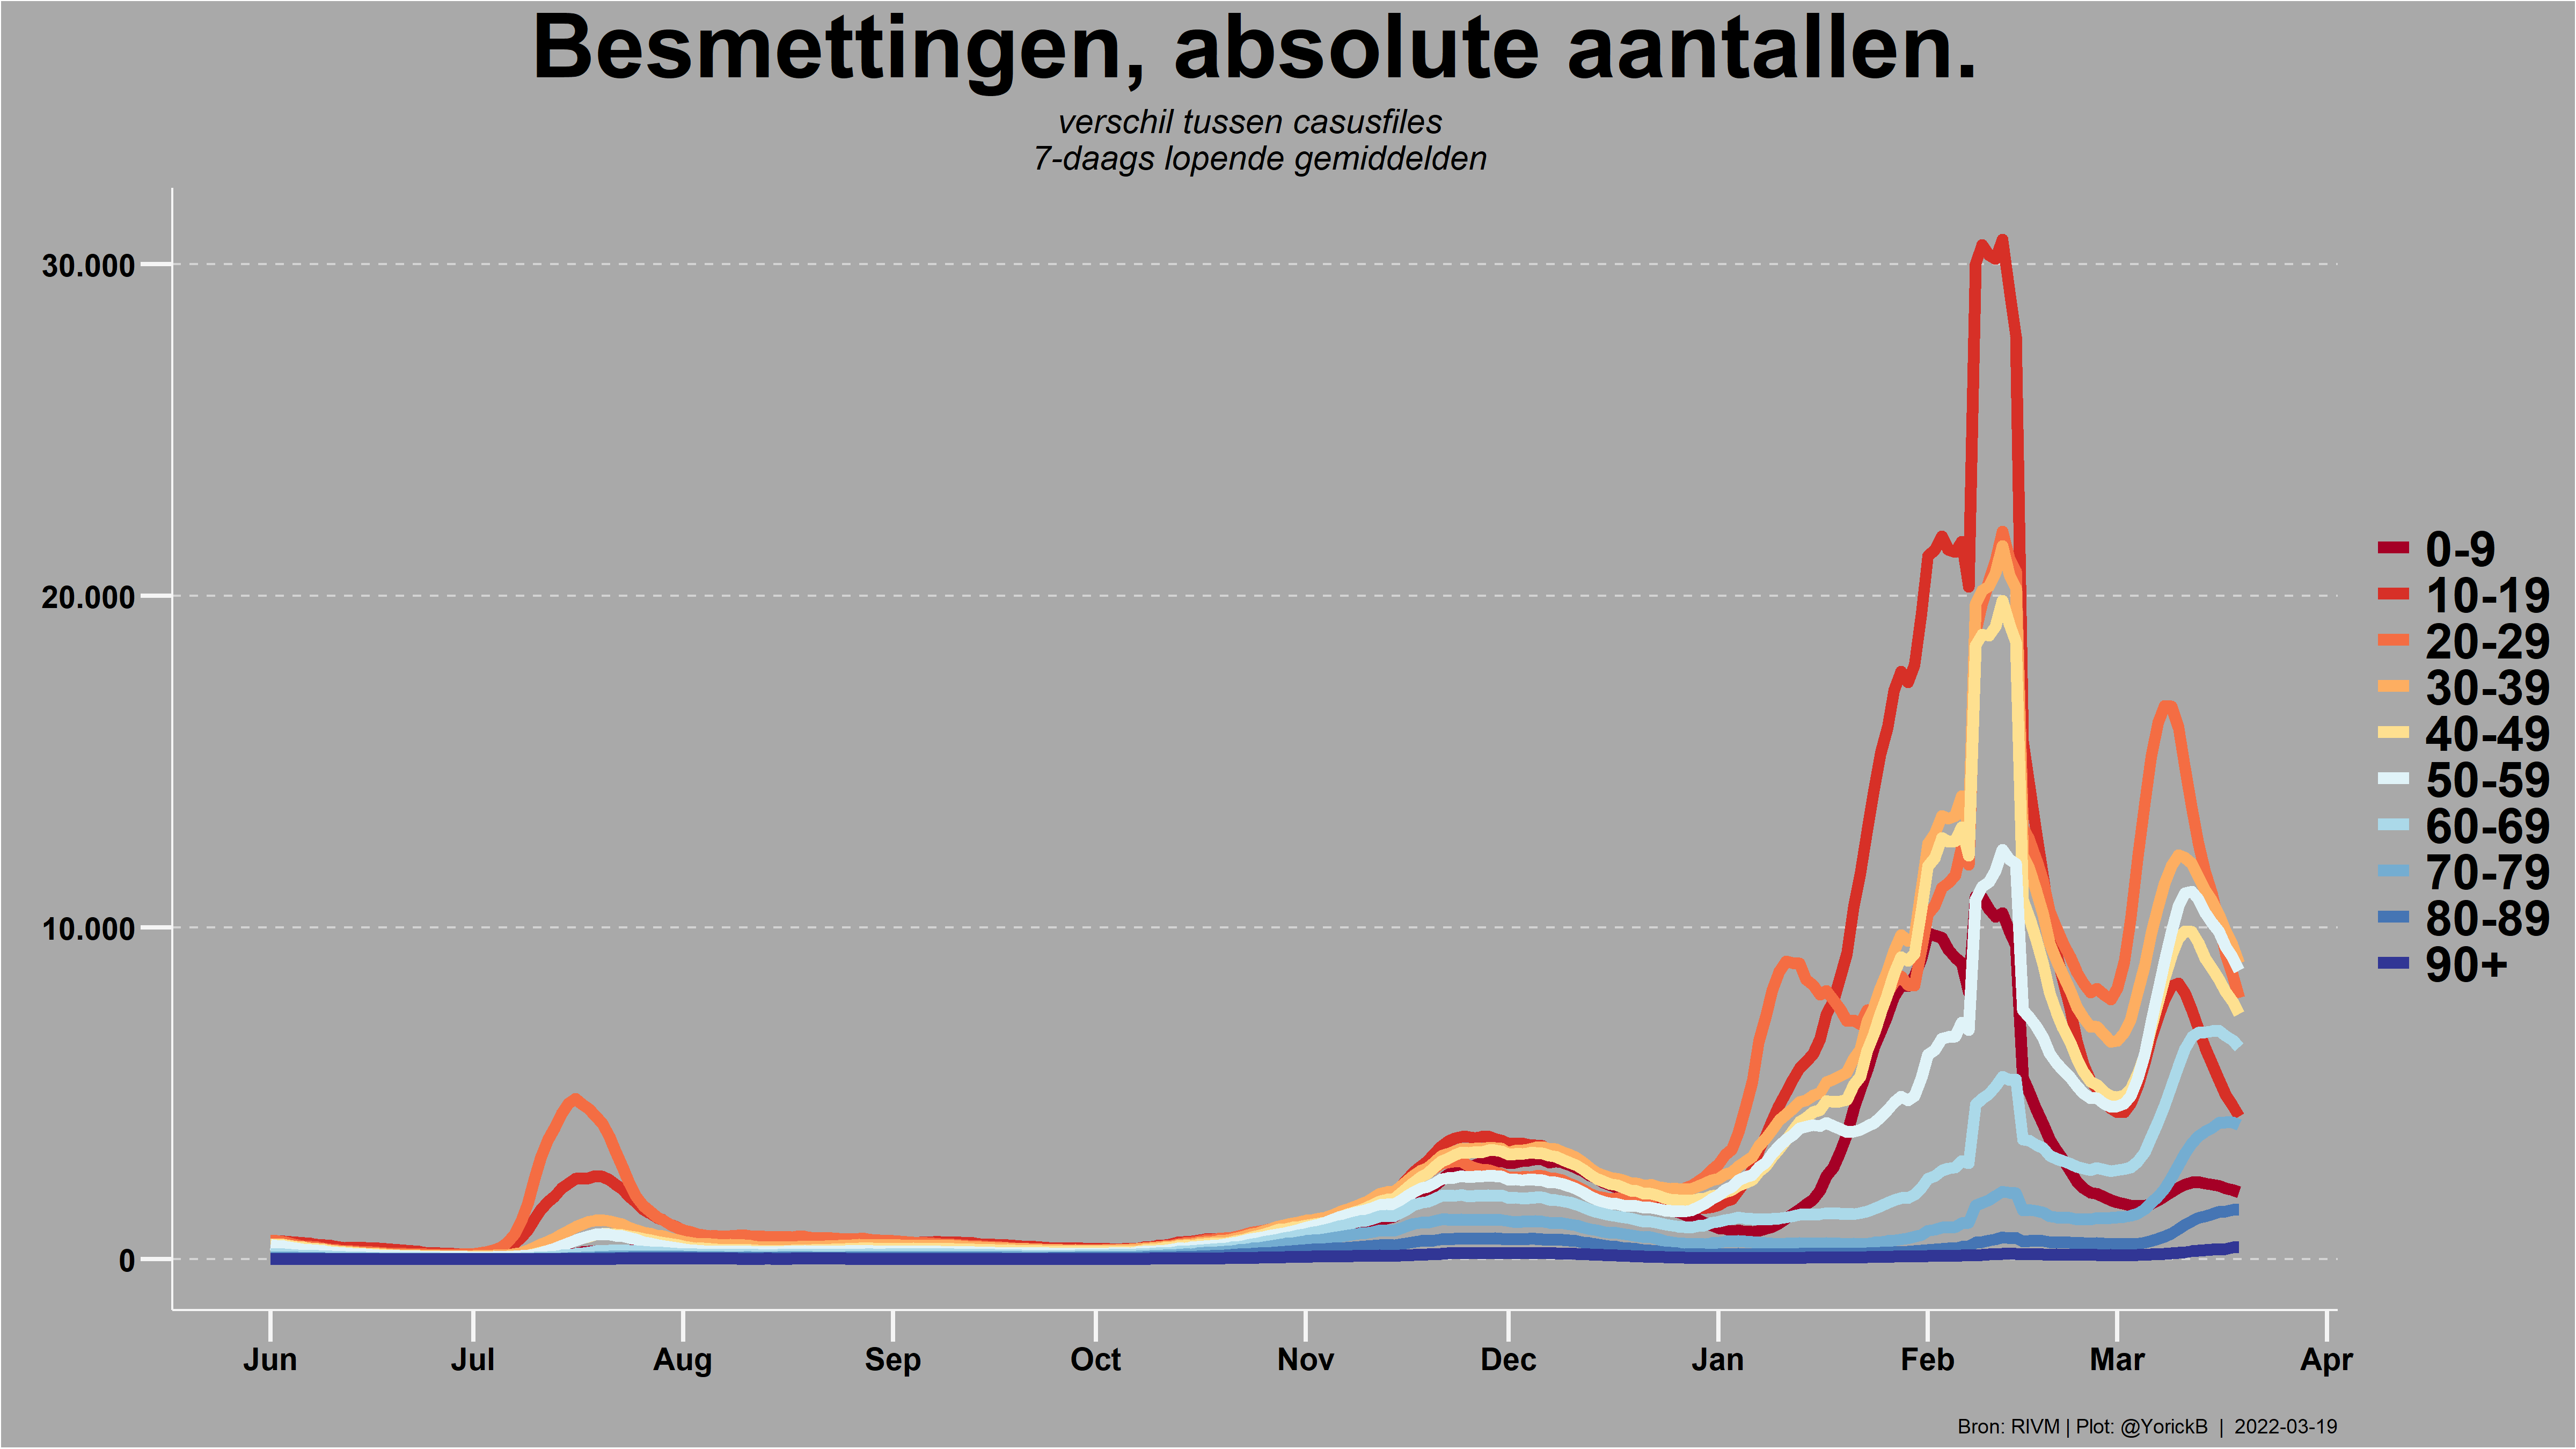 Besmettingen, absolute aantallen.
verschil tussen casusfiles
7-daags lopende gemiddelden
30.000
20.000
10.000
0
Jun Jul Aug Sep Oct Nov Dec Jan Feb Mar Apr
0-9
10-19
20-29
30-39
40-49
50-59
60-69
70-79
80-89
90+
Bron: RIVM | Plot: @YorickB | 2022-03-19